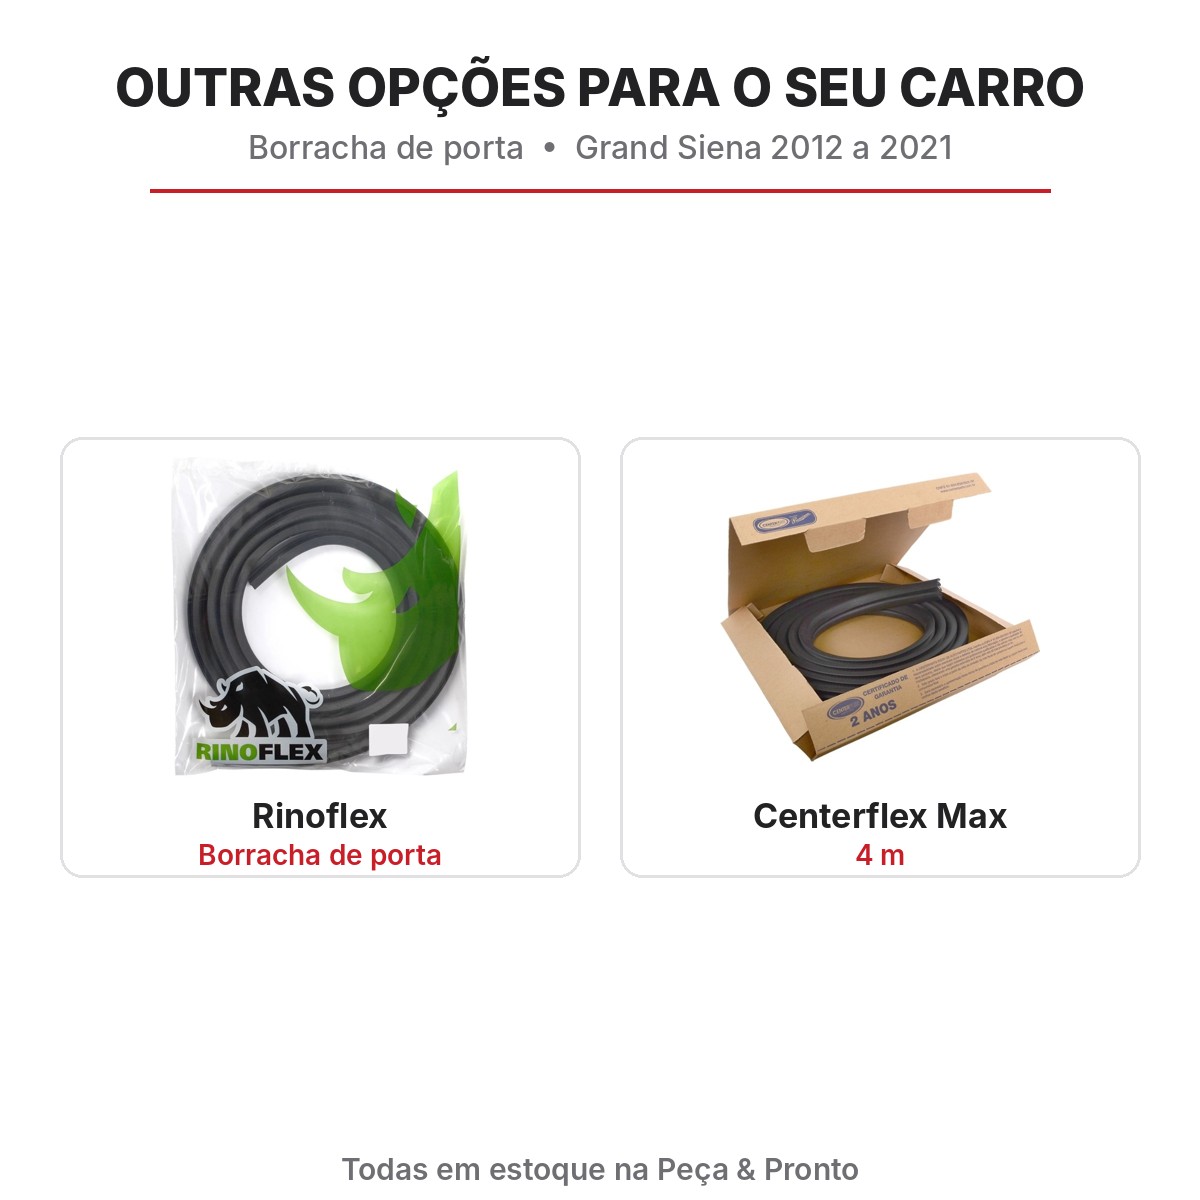 OUTRAS OPÇÕES PARA O SEU CARRO
Borracha de porta • Grand Siena 2012 a 2021
RINOFLEX
CERTIFICADO DE
GARANTIA
2 ANOS
Rinoflex
Borracha de porta
Centerflex Max
4 m
Todas em estoque na Peça & Pronto